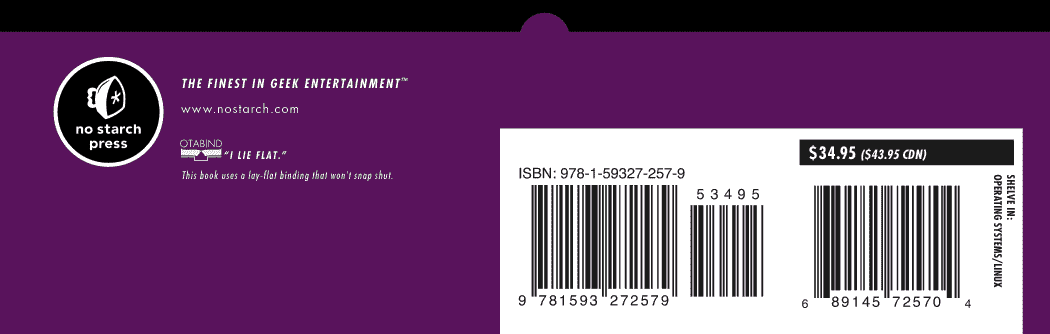 THE FINEST IN GEEK ENTERTAINMENT™
www.nostarch.com
no starch
press
OTABIND
"I LIE FLAT."
This book uses a lay-flat binding that won't snap shut.
$34.95 ($43.95 CDN)
ISBN: 978-1-59327-257-9
53495
9 781593 272579
6 89145 72570 4
SHELVE IN:
OPERATING SYSTEMS/LINUX